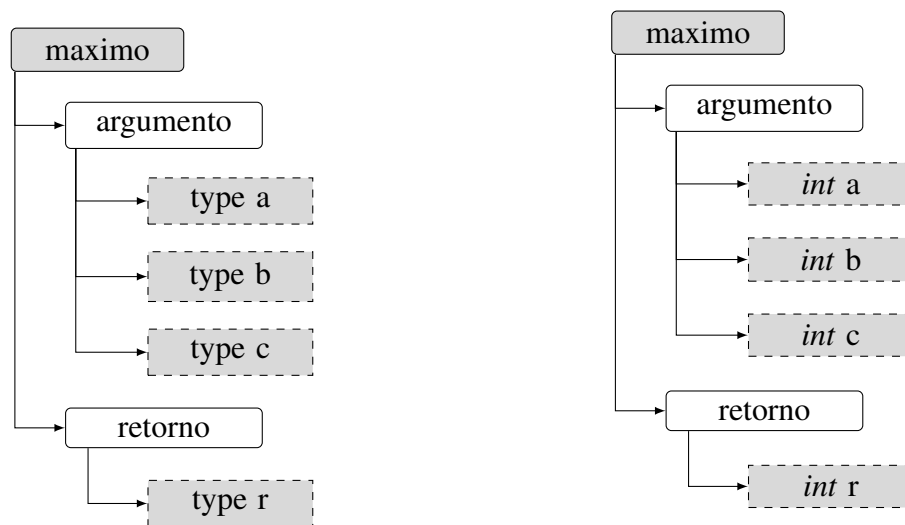 maximo
argumento
type a
type b
type c
retorno
type r
maximo
argumento
int a
int b
int c
retorno
int r